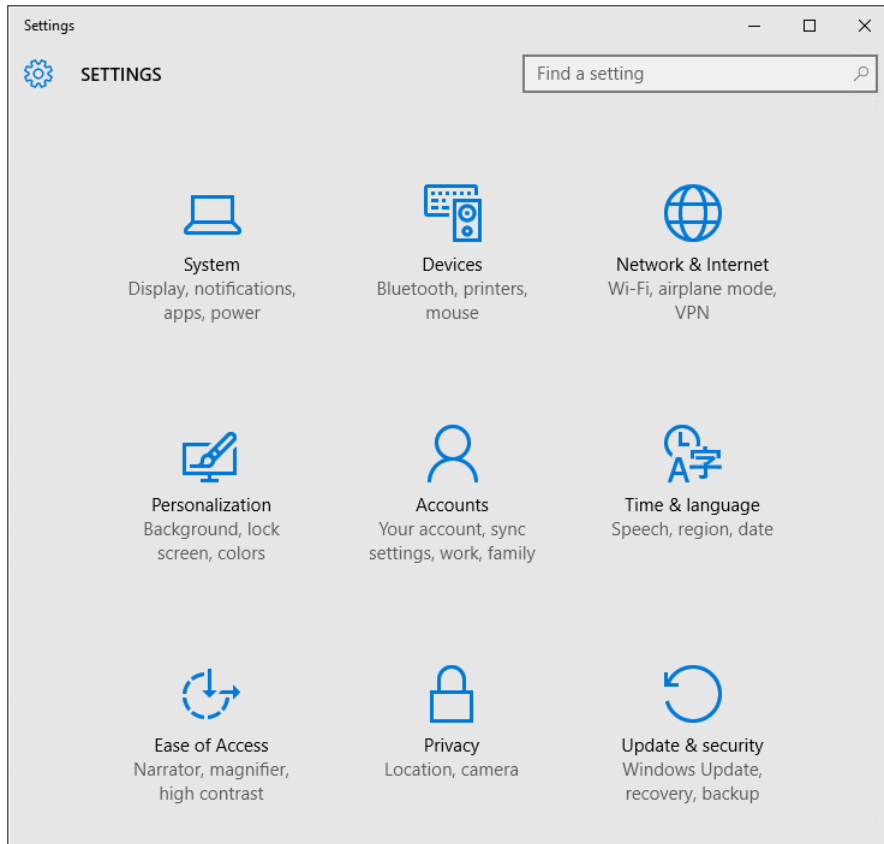 Settings
SETTINGS
Find a setting
System
Display, notifications,
apps, power
Devices
Bluetooth, printers,
mouse
Network & Internet
Wi-Fi, airplane mode,
VPN
Personalization
Background, lock
screen, colors
Accounts
Your account, sync
settings, work, family
A字
Time & language
Speech, region, date
Ease of Access
Narrator, magnifier,
high contrast
Privacy
Location, camera
Update & security
Windows Update,
recovery, backup